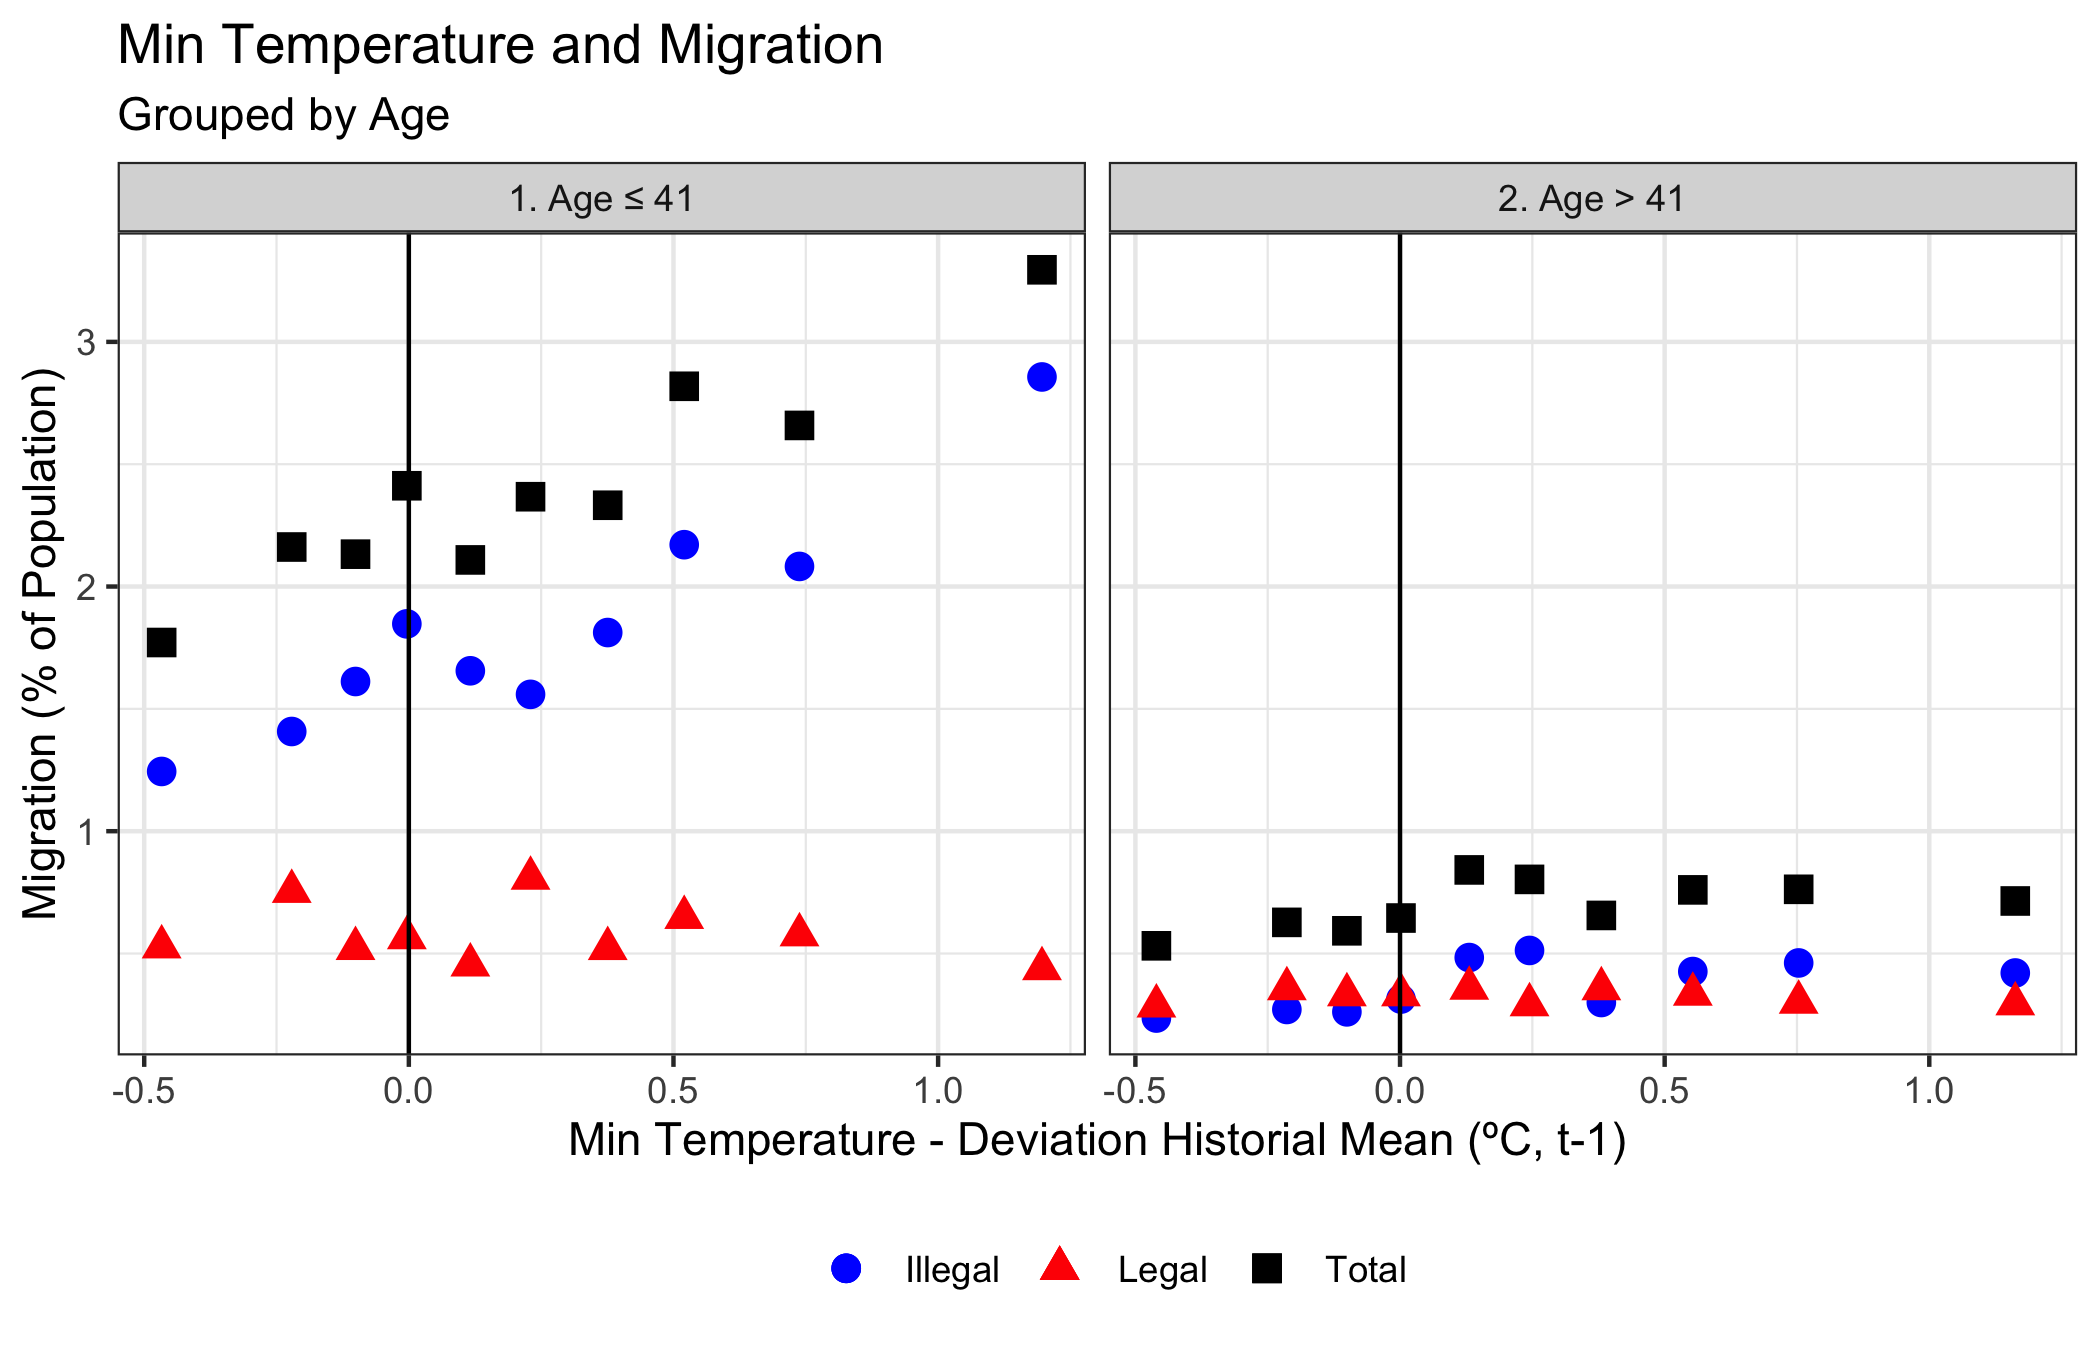 Min Temperature and Migration
Grouped by Age
1. Age ≤ 41
2. Age > 41
Migration (% of Population)
3
2
1
-0.5 0.0 0.5 1.0
-0.5 0.0 0.5 1.0
Min Temperature - Deviation Historial Mean (ºC, t-1)
Illegal Legal Total